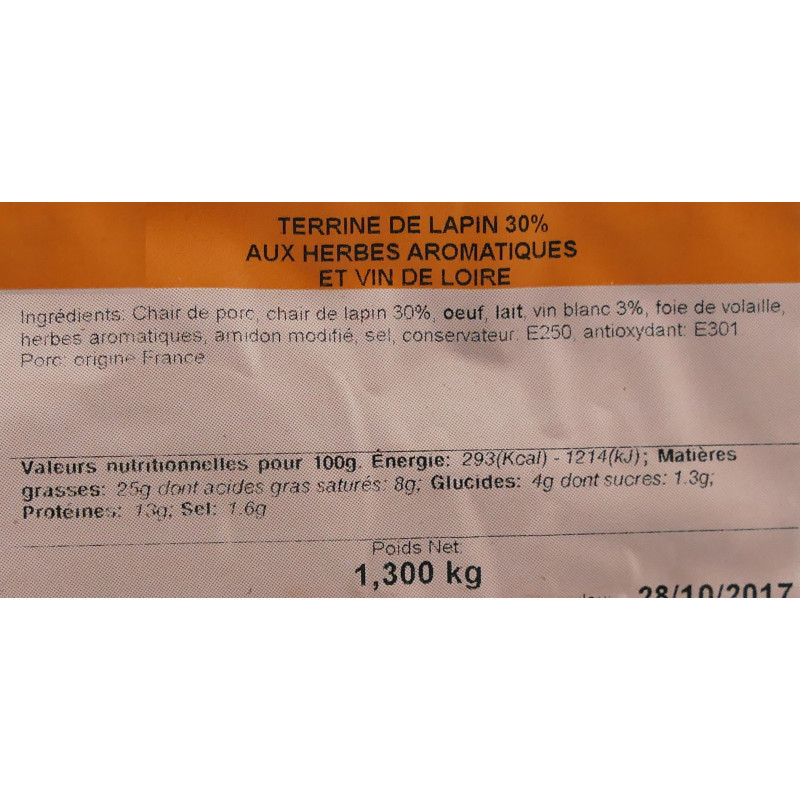 TERRINE DE LAPIN 30%
AUX HERBES AROMATIQUES
ET VIN DE LOIRE
Ingrédients: Chair de porc, chair de lapin 30%, oeuf, lait, vin blanc 3%, foie de volaille,
herbes aromatiques, amidon modifié, sel, conservateur: E250, antioxydant: E301.
Porc: origine France
Valeurs nutritionnelles pour 100g. Énergie: 293(Kcal) - 1214(kJ); Matières
grasses: 25g dont acides gras saturés: 8g; Glucides: 4g dont sucres: 1.3g;
Protéines: 13g; Sel: 1.6g
Poids Net:
1,300 kg
28/10/2017